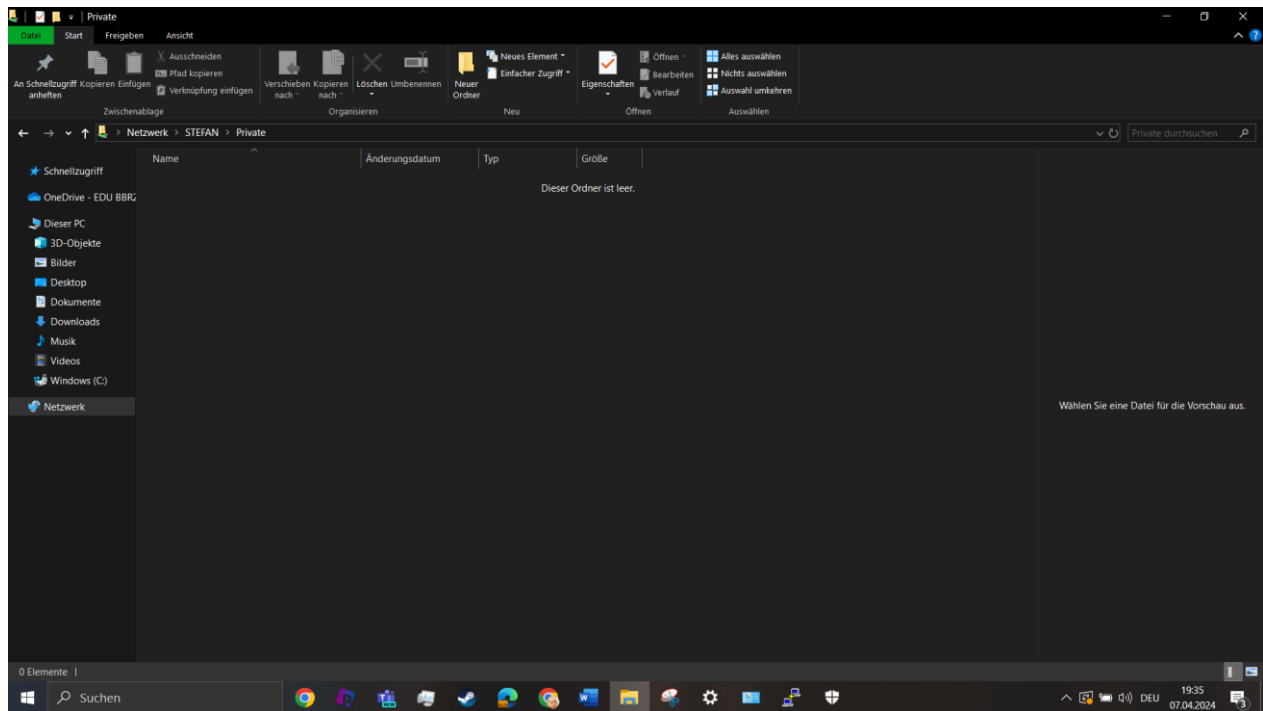 Private
Datei Start Freigeben Ansicht
An Schnellzugriff anheften
Kopieren
Einfügen
Ausschneiden
Pfad kopieren
Verknüpfung einfügen
Zwischenablage
Verschieben nach
Kopieren nach
Löschen
Umbenennen
Organisieren
Neuer Ordner
Neues Element
Einfacher Zugriff
Neu
Eigenschaften
Öffnen
Bearbeiten
Verlauf
Öffnen
Alles auswählen
Nichts auswählen
Auswahl umkehren
Auswählen
Netzwerk > STEFAN > Private
Private durchsuchen
Name Änderungsdatum Typ Größe
Dieser Ordner ist leer.
Schnellzugriff
OneDrive - EDU BBRZ
Dieser PC
3D-Objekte
Bilder
Desktop
Dokumente
Downloads
Musik
Videos
Windows (C:)
Netzwerk
Wählen Sie eine Datei für die Vorschau aus.
0 Elemente
Suchen
DEU
19:35
07.04.2024
3